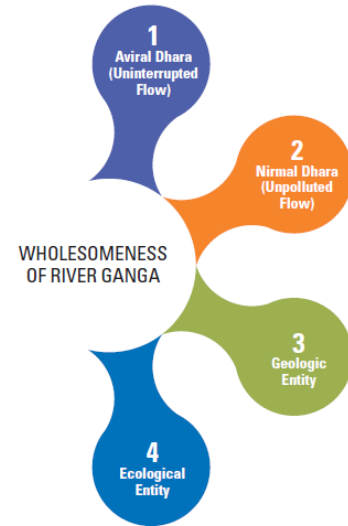 1
Aviral Dhara
(Uninterrupted
Flow)
2
Nirmal Dhara
(Unpolluted
Flow)
WHOLESOMENESS
OF RIVER GANGA
3
Geologic
Entity
4
Ecological
Entity